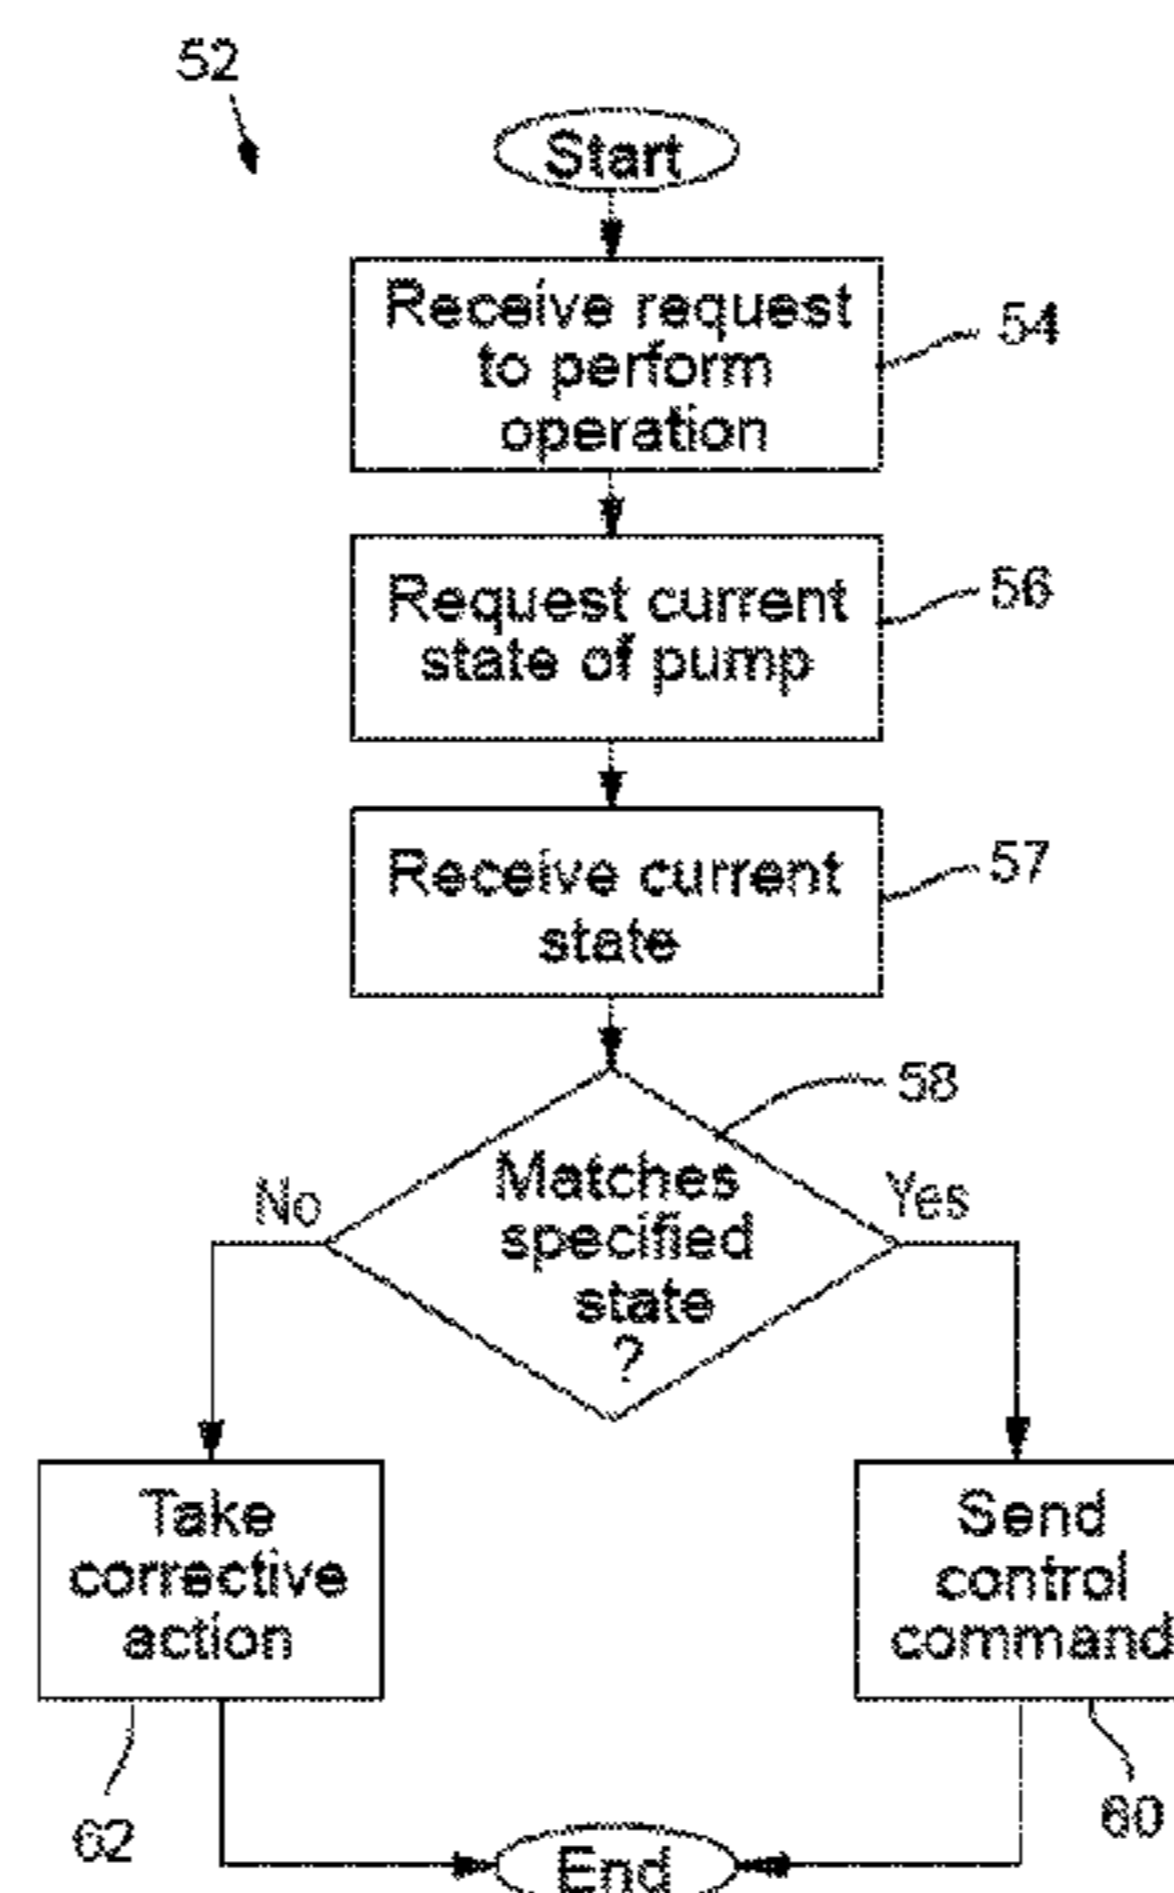 52
Start
Receive request
to perform
operation
54
Request current
state of pump
56
Receive current
state
57
58
Matches
specified
state
?
No
Yes
Take
corrective
action
Send
control
command
62
60
End